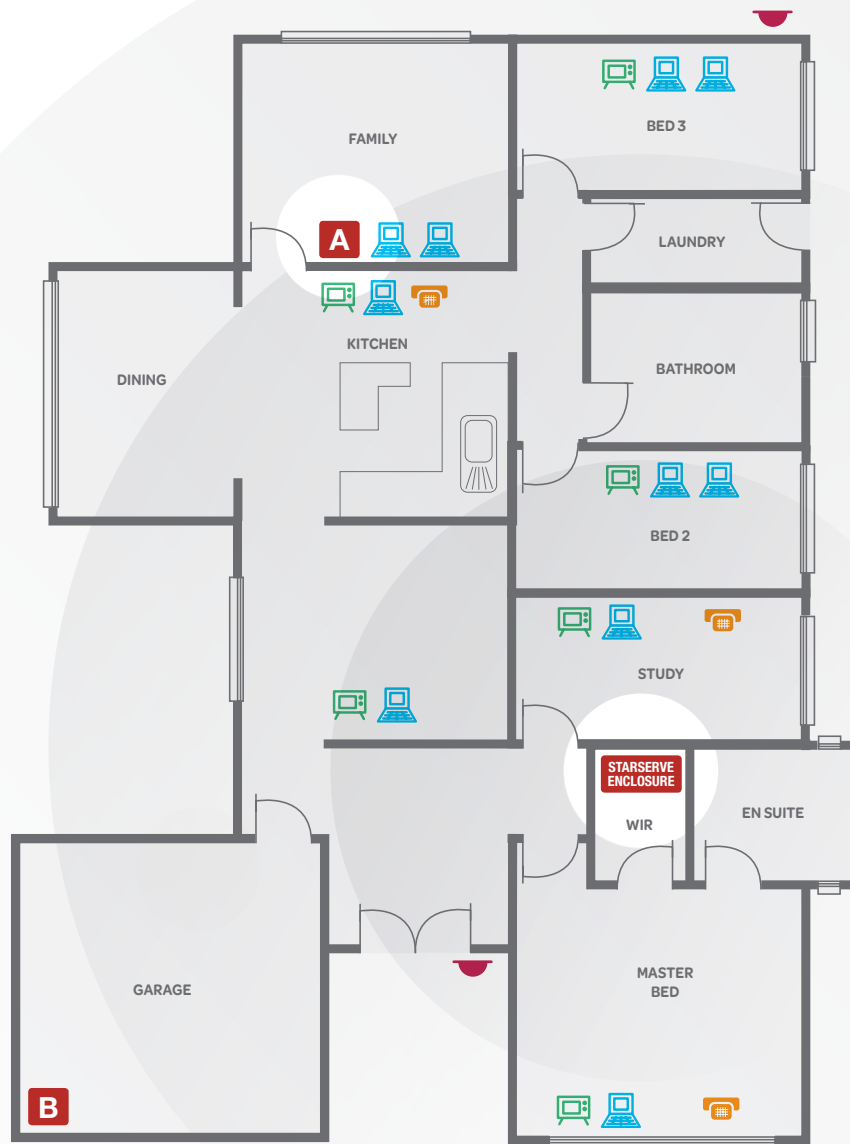 FAMILY
BED 3
A
LAUNDRY
KITCHEN
DINING
BATHROOM
BED 2
STUDY
STARSERVE
ENCLOSURE
WIR
EN SUITE
MASTER
BED
GARAGE
B